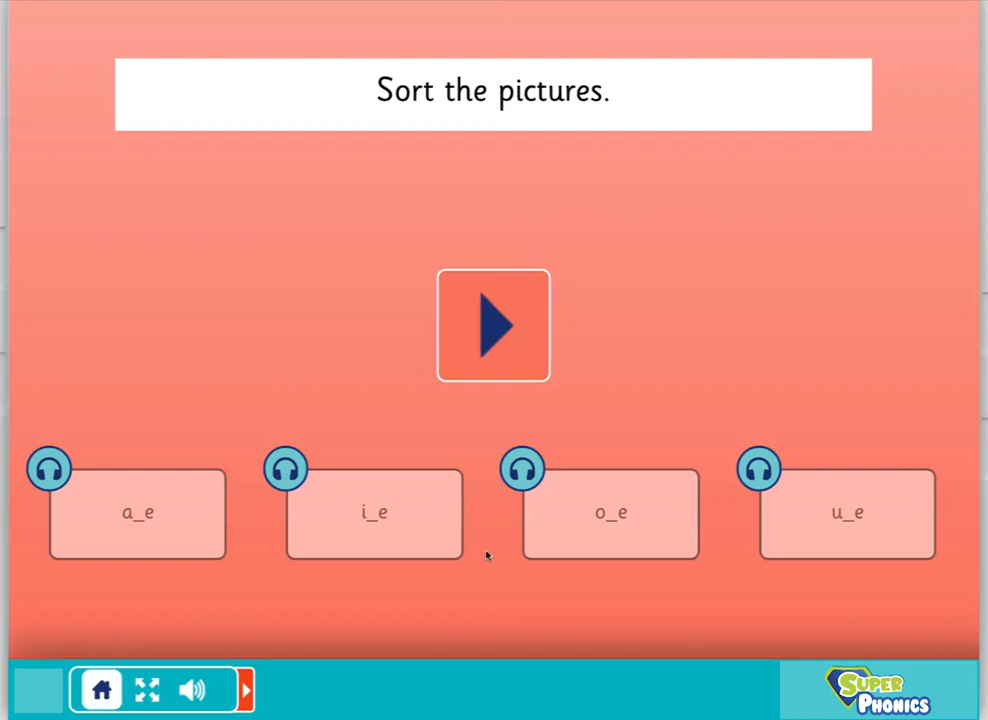 Sort the pictures.
a_e
i_e
o_e
u_e
SUPER
PHONICS